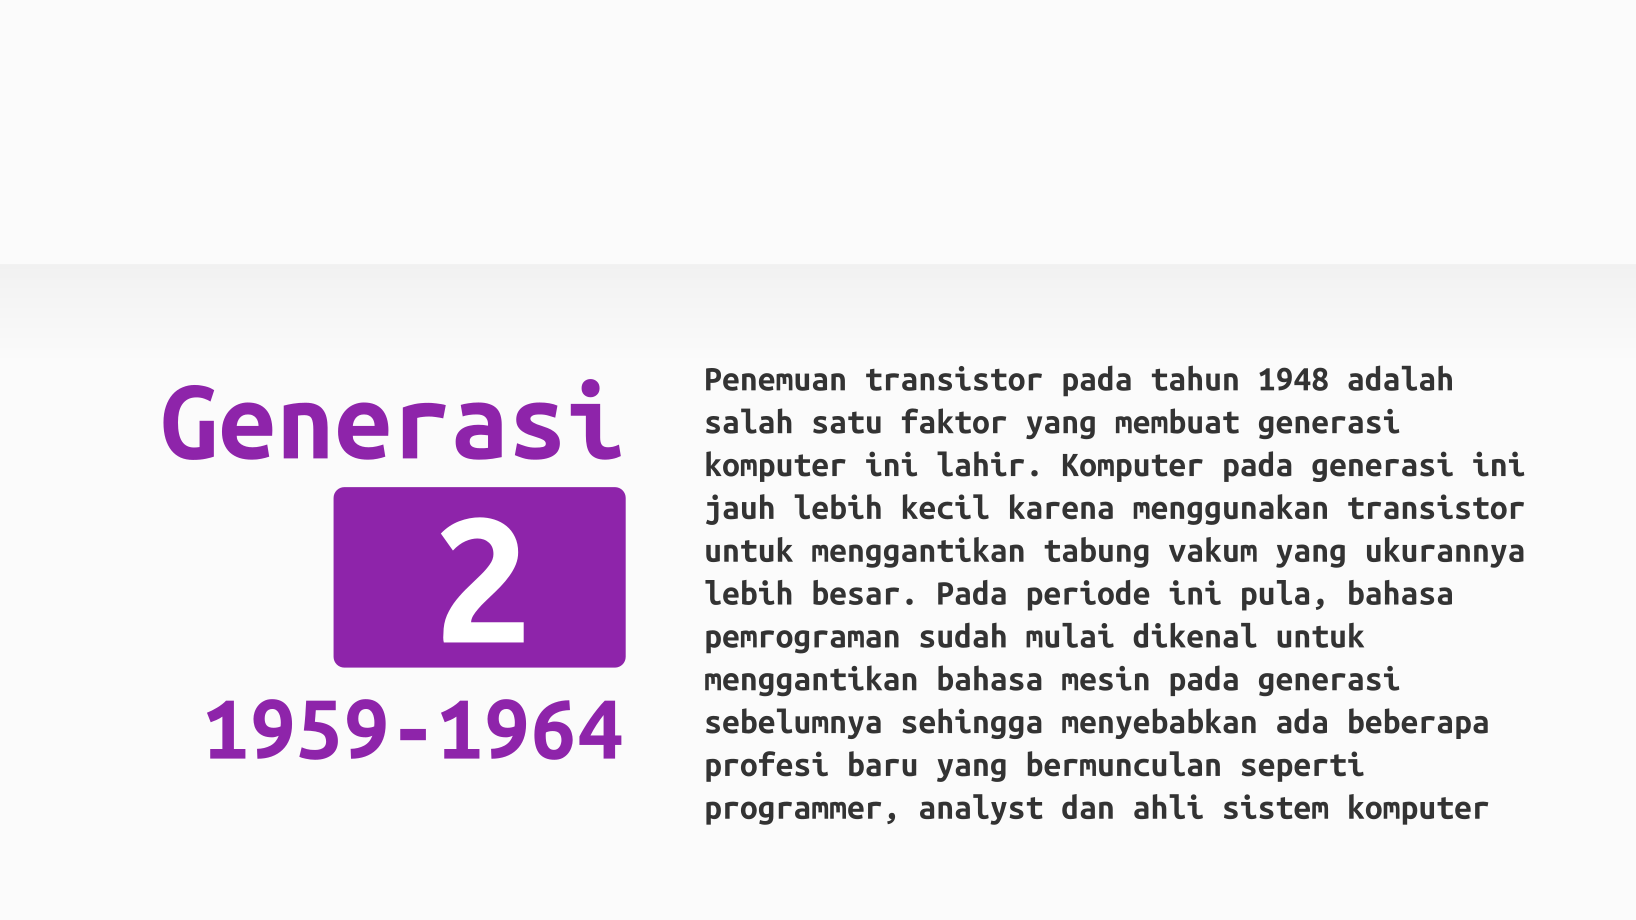 Generasi
2
1959-1964
Penemuan transistor pada tahun 1948 adalah
salah satu faktor yang membuat generasi
komputer ini lahir. Komputer pada generasi ini
jauh lebih kecil karena menggunakan transistor
untuk menggantikan tabung vakum yang ukurannya
lebih besar. Pada periode ini pula, bahasa
pemrograman sudah mulai dikenal untuk
menggantikan bahasa mesin pada generasi
sebelumnya sehingga menyebabkan ada beberapa
profesi baru yang bermunculan seperti
programmer, analyst dan ahli sistem komputer